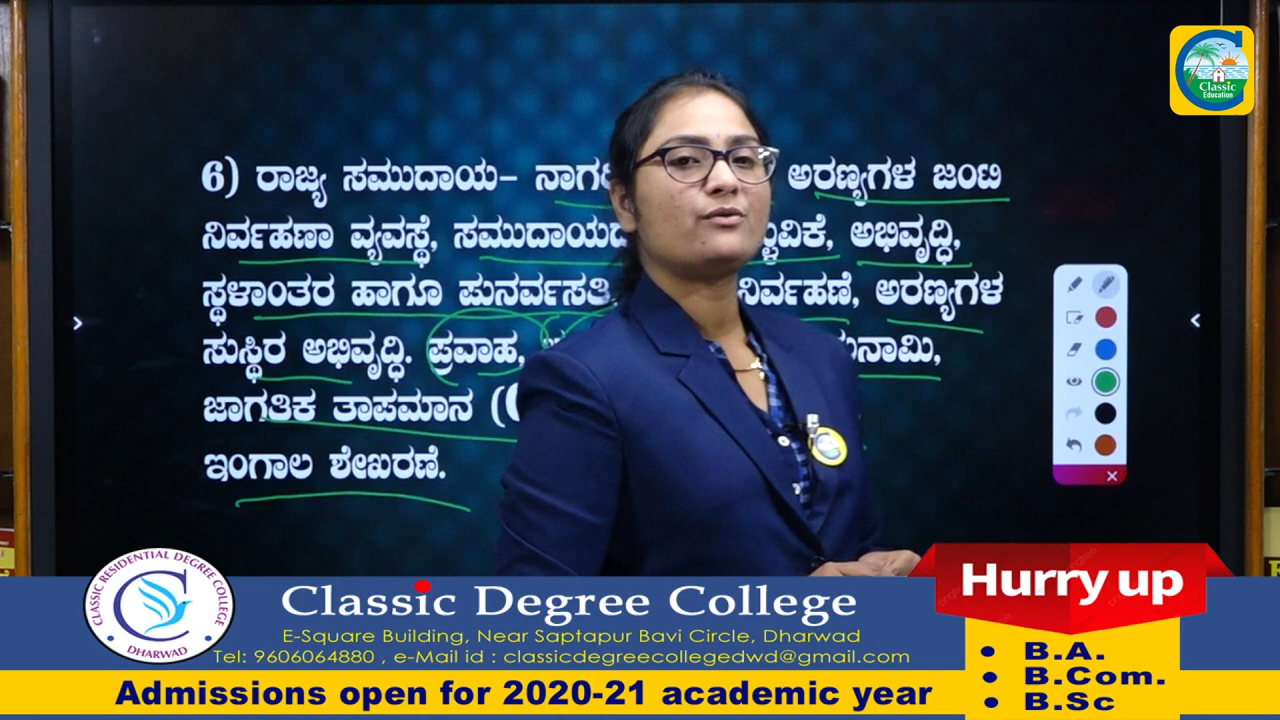 Classic
Education
6) ರಾಜ್ಯ ಸಮುದಾಯ- ಅರಣ್ಯಗಳ ಜಂಟಿ
ನಿರ್ವಹಣಾ ವ್ಯವಸ್ಥೆ, ಅಭಿವೃದ್ಧಿ,
ಸ್ಥಳಾಂತರ ಹಾಗೂ ಪುನರ್ವಸತಿ, ನಿರ್ವಹಣೆ, ಅರಣ್ಯಗಳ
ಸುಸ್ಥಿರ ಅಭಿವೃದ್ಧಿ. ಪ್ರವಾಹ,
ಜಾಗತಿಕ ತಾಪಮಾನ (
ಇಂಗಾಲ ಶೇಖರಣೆ.
CLASSIC RESIDENTIAL DEGREE COLLEGE
DHARWAD
Classic Degree College
E-Square Building, Near Saptapur Bavi Circle, Dharwad
Tel: 9606064880 , e-Mail id : classicdegreecollegedwd@gmail.com
Admissions open for 2020-21 academic year
Hurry up
• B.A.
• B.Com.
• B.Sc